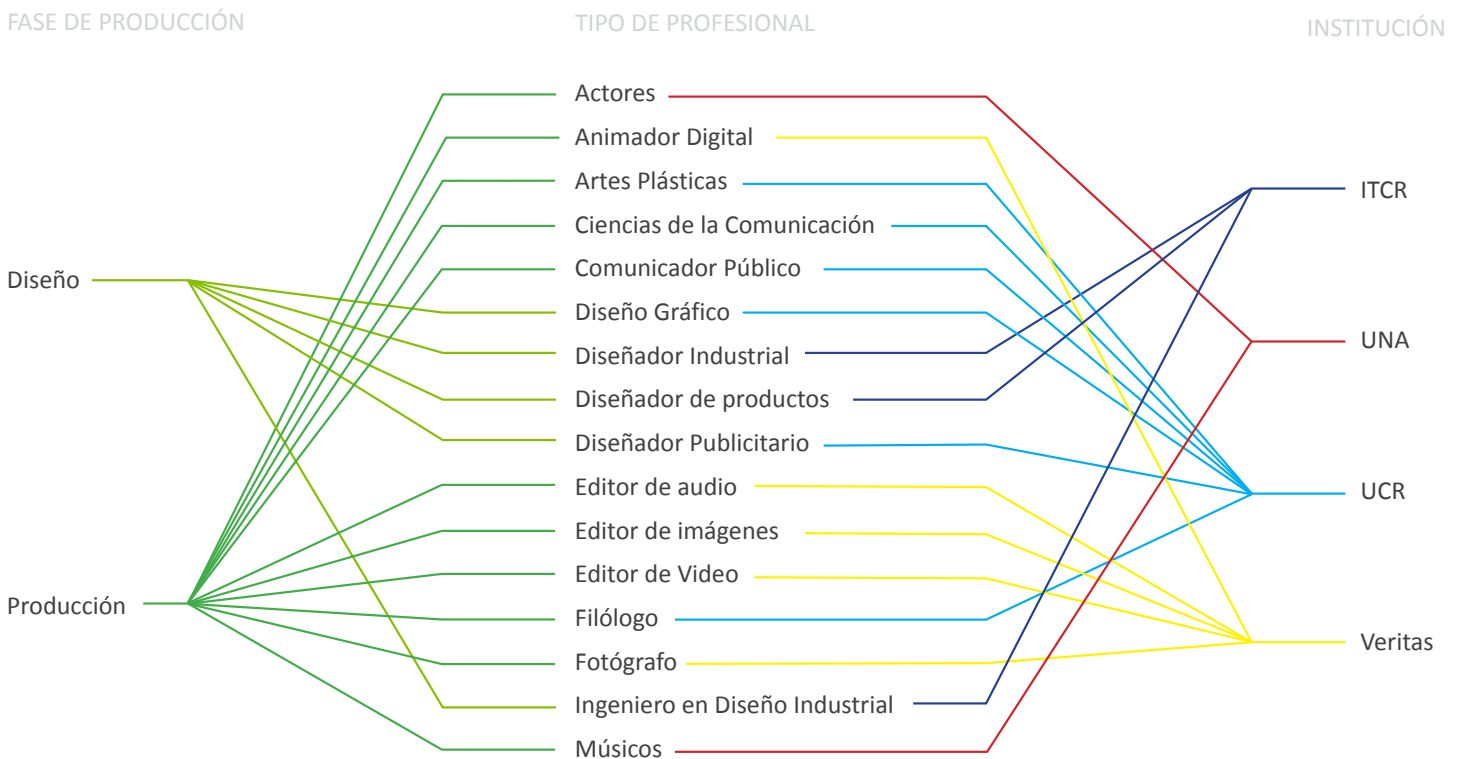 FASE DE PRODUCCIÓN
TIPO DE PROFESIONAL
INSTITUCIÓN
Diseño
Producción
Actores
Animador Digital
Artes Plásticas
Ciencias de la Comunicación
Comunicador Público
Diseño Gráfico
Diseñador Industrial
Diseñador de productos
Diseñador Publicitario
Editor de audio
Editor de imágenes
Editor de Video
Filólogo
Fotógrafo
Ingeniero en Diseño Industrial
Músicos
ITCR
UNA
UCR
Veritas